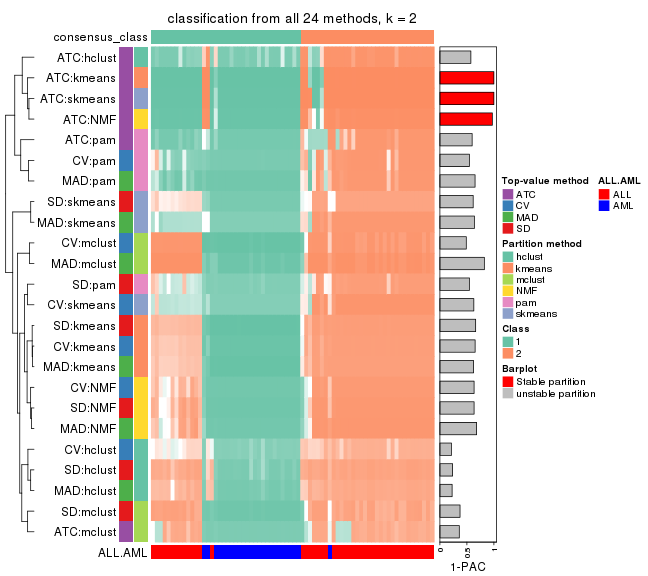 classification from all 24 methods, k = 2
consensus_class
ATC:hclust
ATC:kmeans
ATC:skmeans
ATC:NMF
ATC:pam
CV:pam
MAD:pam
SD:skmeans
MAD:skmeans
CV:mclust
MAD:mclust
SD:pam
CV:skmeans
SD:kmeans
CV:kmeans
MAD:kmeans
CV:NMF
SD:NMF
MAD:NMF
CV:hclust
SD:hclust
MAD:hclust
SD:mclust
ATC:mclust
ALL.AML
0
0.5
1
1-PAC
Top-value method
ATC
CV
MAD
SD
Partition method
hclust
kmeans
mclust
NMF
pam
skmeans
Class
1
2
Barplot
Stable partition
unstable partition
ALL.AML
ALL
AML